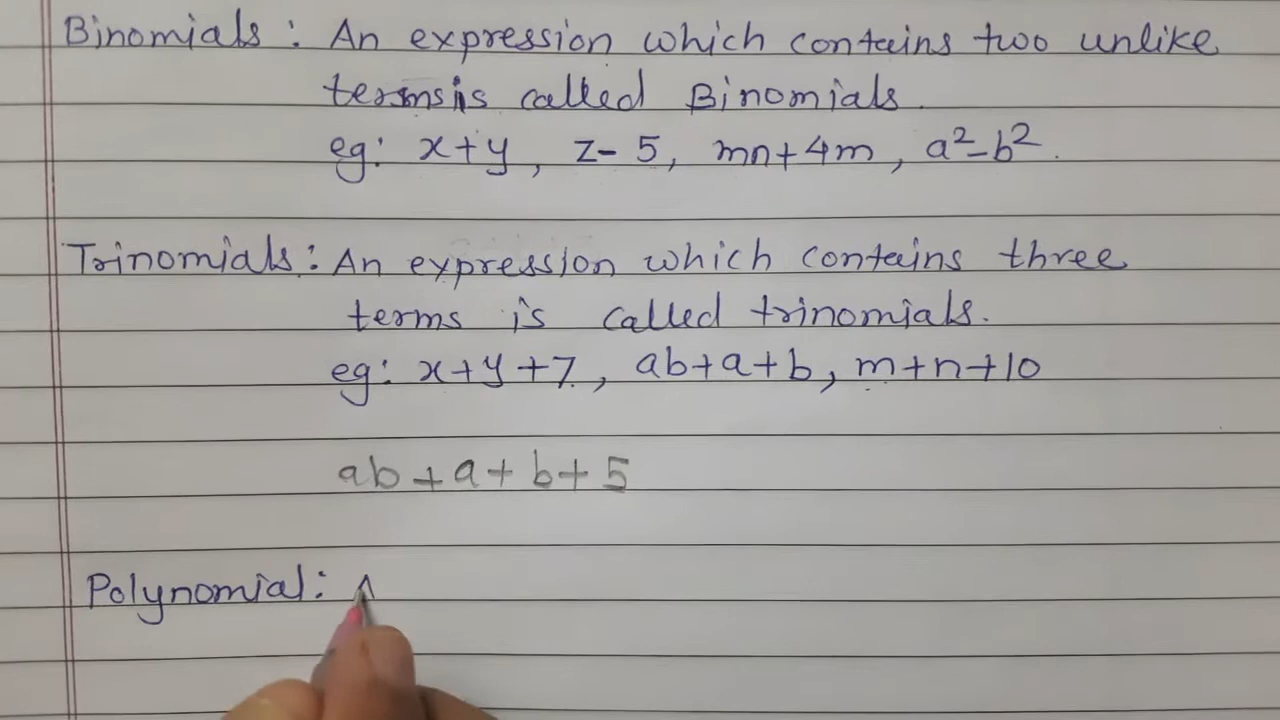 Binomials: An expression which contains two unlike
terms is called Binomials.
eg: x+y, z-5, mn+4m, a²-b².
Trinomials: An expression which contains three
terms is called trinomials.
eg: x+y+7, ab+a+b, m+n+10
ab+a+b+5
Polynomial: A